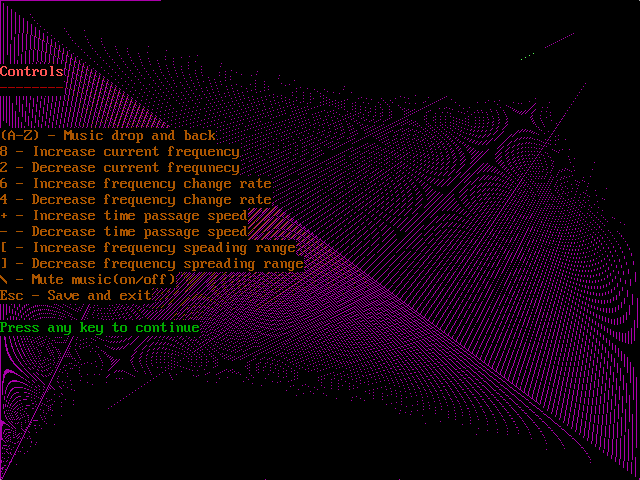 Controls
--------
(A-Z) - Music drop and back
8 - Increase current frequency
2 - Decrease current frequnecy
6 - Increase frequency change rate
4 - Decrease frequency change rate
+ - Increase time passage speed
- - Decrease time passage speed
[ - Increase frequency speading range
] - Decrease frequency spreading range
\ - Mute music(on/off)
Esc - Save and exit
Press any key to continue